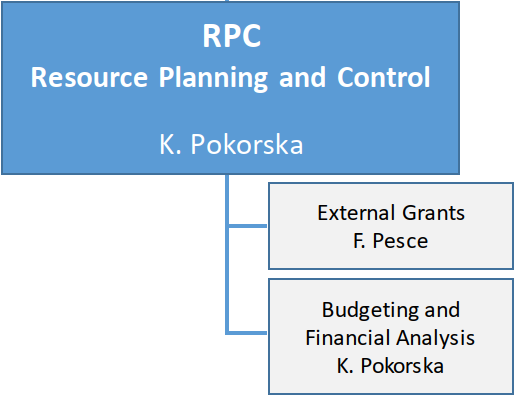 RPC
Resource Planning and Control
K. Pokorska
External Grants
F. Pesce
Budgeting and
Financial Analysis
K. Pokorska